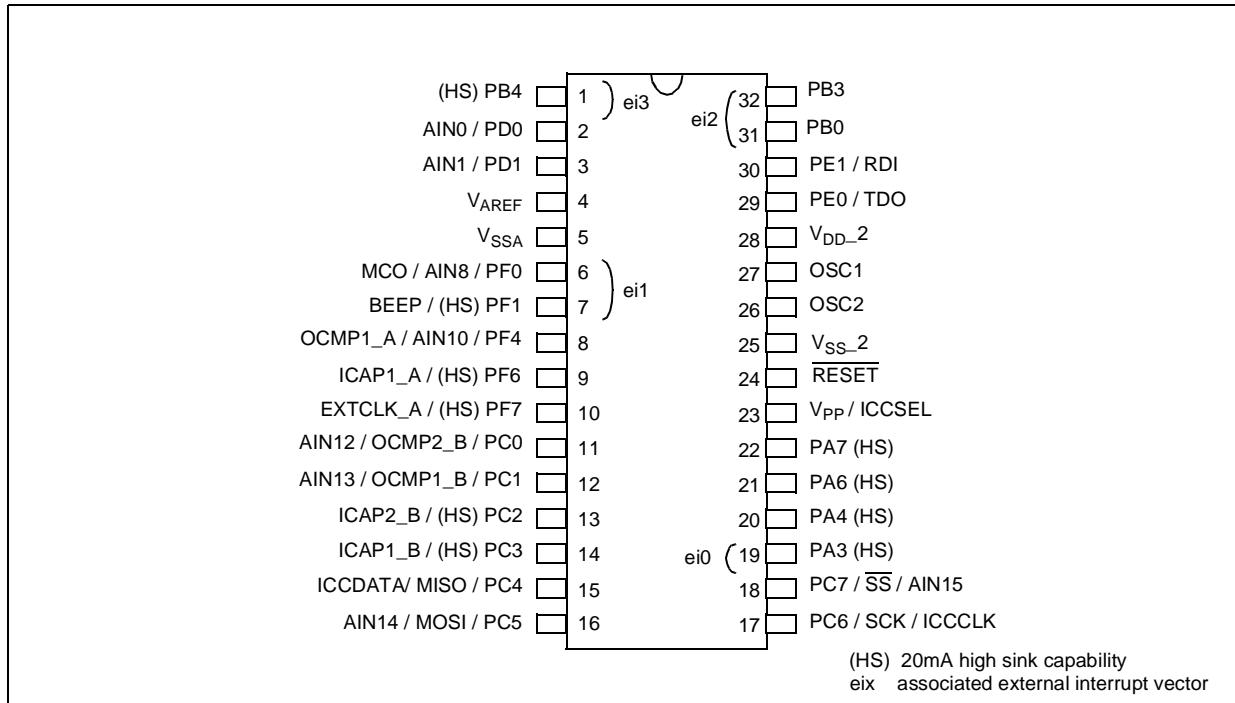 (HS) PB4 1 ei3 ei2 32 PB3
AIN0 / PD0 2 31 PB0
AIN1 / PD1 3 30 PE1 / RDI
VAREF 4 29 PE0 / TDO
VSSA 5 28 VDD_2
MCO / AIN8 / PF0 6 27 OSC1
ei1
BEEP / (HS) PF1 7 26 OSC2
OCMP1_A / AIN10 / PF4 8 25 VSS_2
ICAP1_A / (HS) PF6 9 24 RESET
EXTCLK_A / (HS) PF7 10 23 VPP / ICCSEL
AIN12 / OCMP2_B / PC0 11 22 PA7 (HS)
AIN13 / OCMP1_B / PC1 12 21 PA6 (HS)
ICAP2_B / (HS) PC2 13 20 PA4 (HS)
ICAP1_B / (HS) PC3 14 ei0 19 PA3 (HS)
ICCDATA/ MISO / PC4 15 18 PC7 / SS / AIN15
AIN14 / MOSI / PC5 16 17 PC6 / SCK / ICCCLK
(HS) 20mA high sink capability
eix associated external interrupt vector